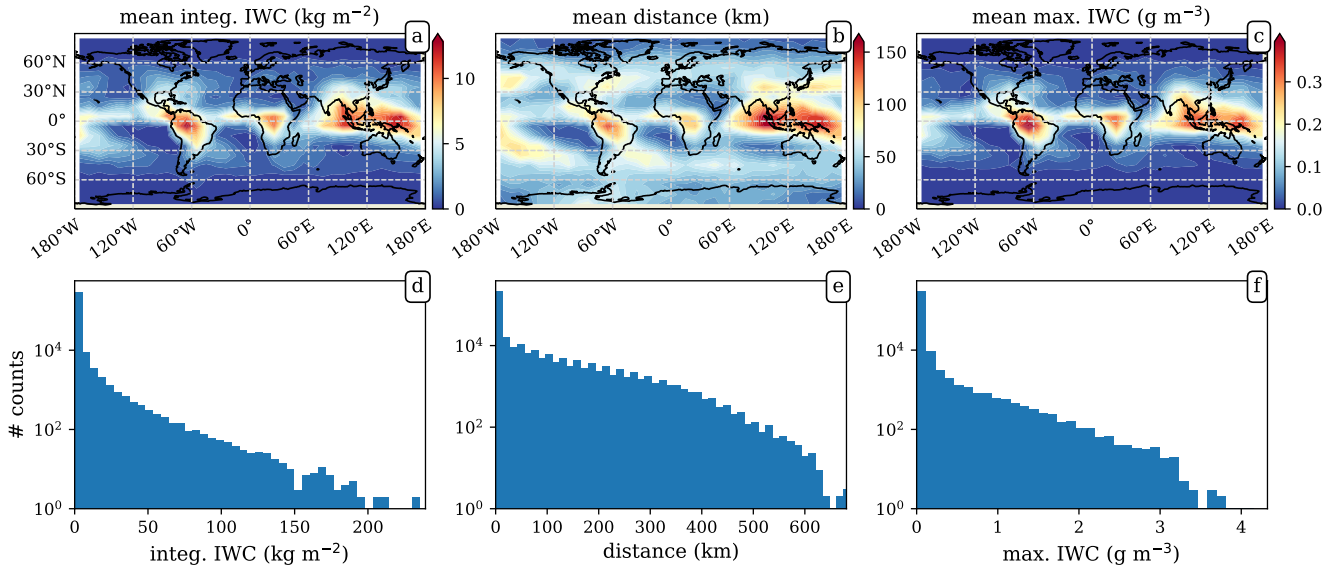 mean integ. IWC (kg m⁻²)
a
60°N
30°N
0°
30°S
60°S
180°W
120°W
60°W
0°
60°E
120°E
180°E
10
5
0
mean distance (km)
b
180°W
120°W
60°W
0°
60°E
120°E
180°E
150
100
50
0
mean max. IWC (g m⁻³)
c
180°W
120°W
60°W
0°
60°E
120°E
180°E
0.3
0.2
0.1
0.0
d
# counts
10⁴
10²
10⁰
0
50
100
150
200
integ. IWC (kg m⁻²)
e
10⁴
10²
10⁰
0
100
200
300
400
500
600
distance (km)
f
10⁴
10²
10⁰
0
1
2
3
4
max. IWC (g m⁻³)